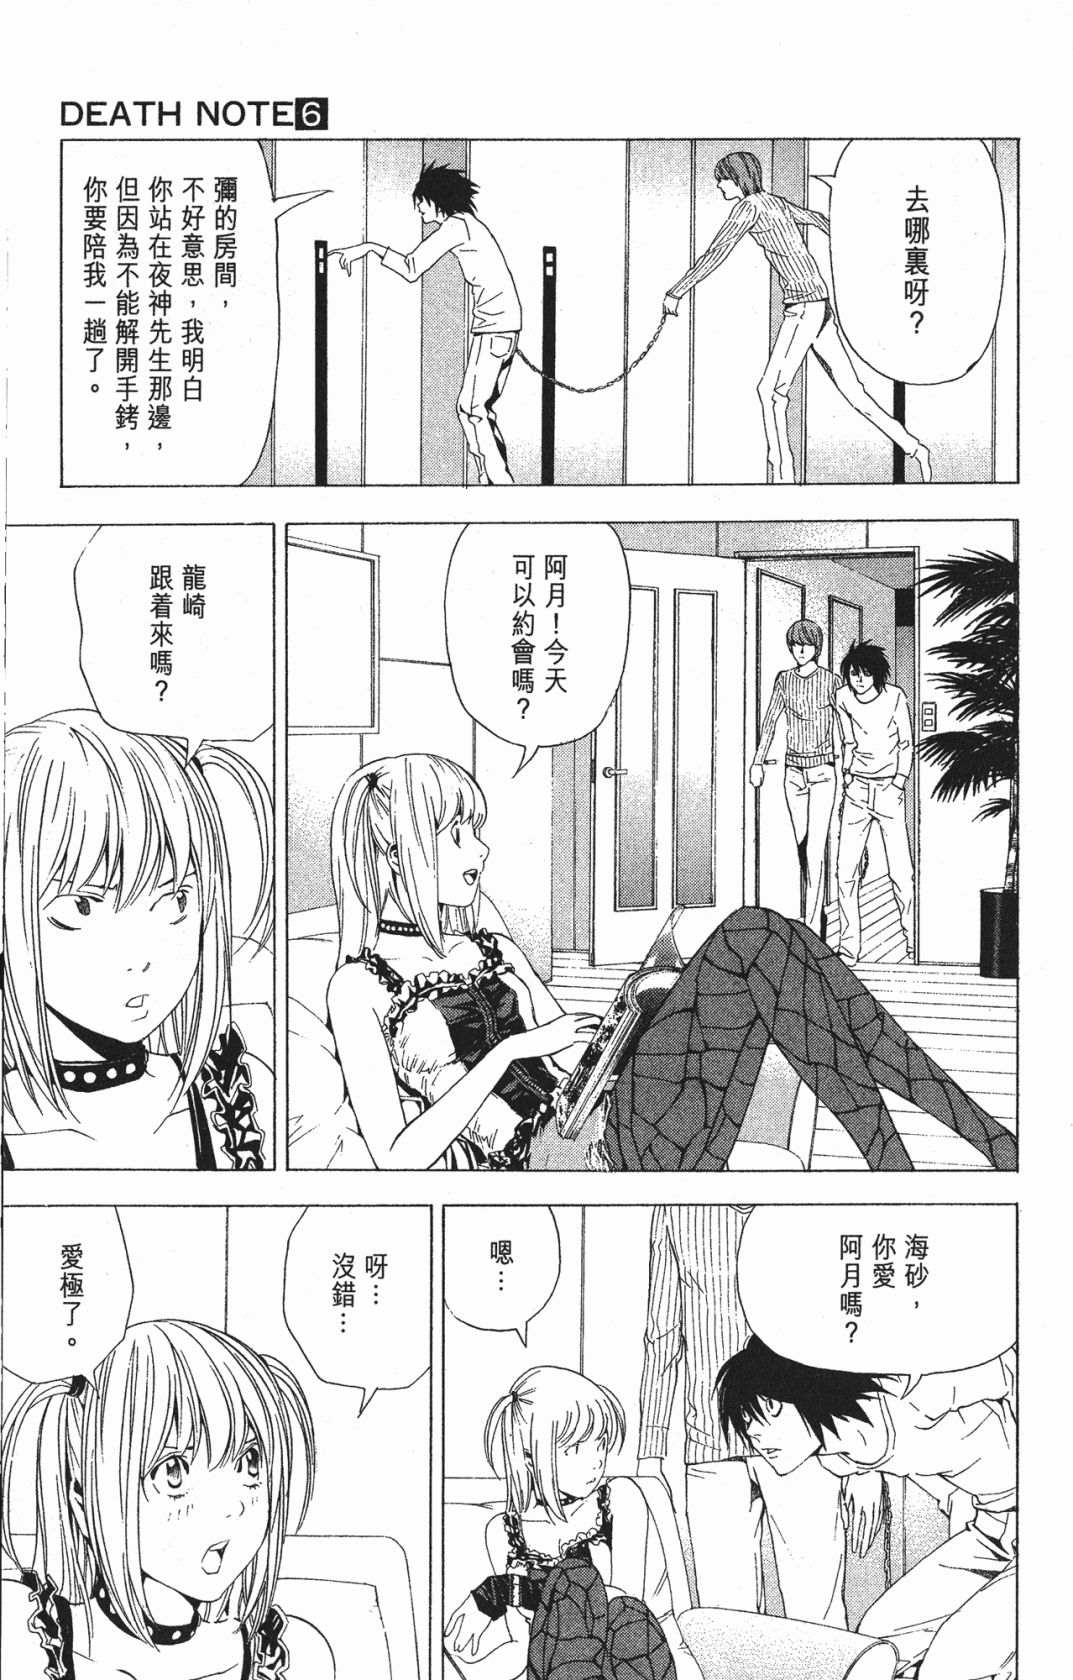 DEATH NOTE 6
去哪裏呀？
彌的房間，
不好意思，我明白
你站在夜神先生那邊，
但因為不能解開手銬，
你要陪我一趟了。
阿月！今天
可以約會嗎？
龍崎
跟着來嗎？
海砂，
你愛
阿月嗎？
嗯…
呀…
沒錯…
愛極了。